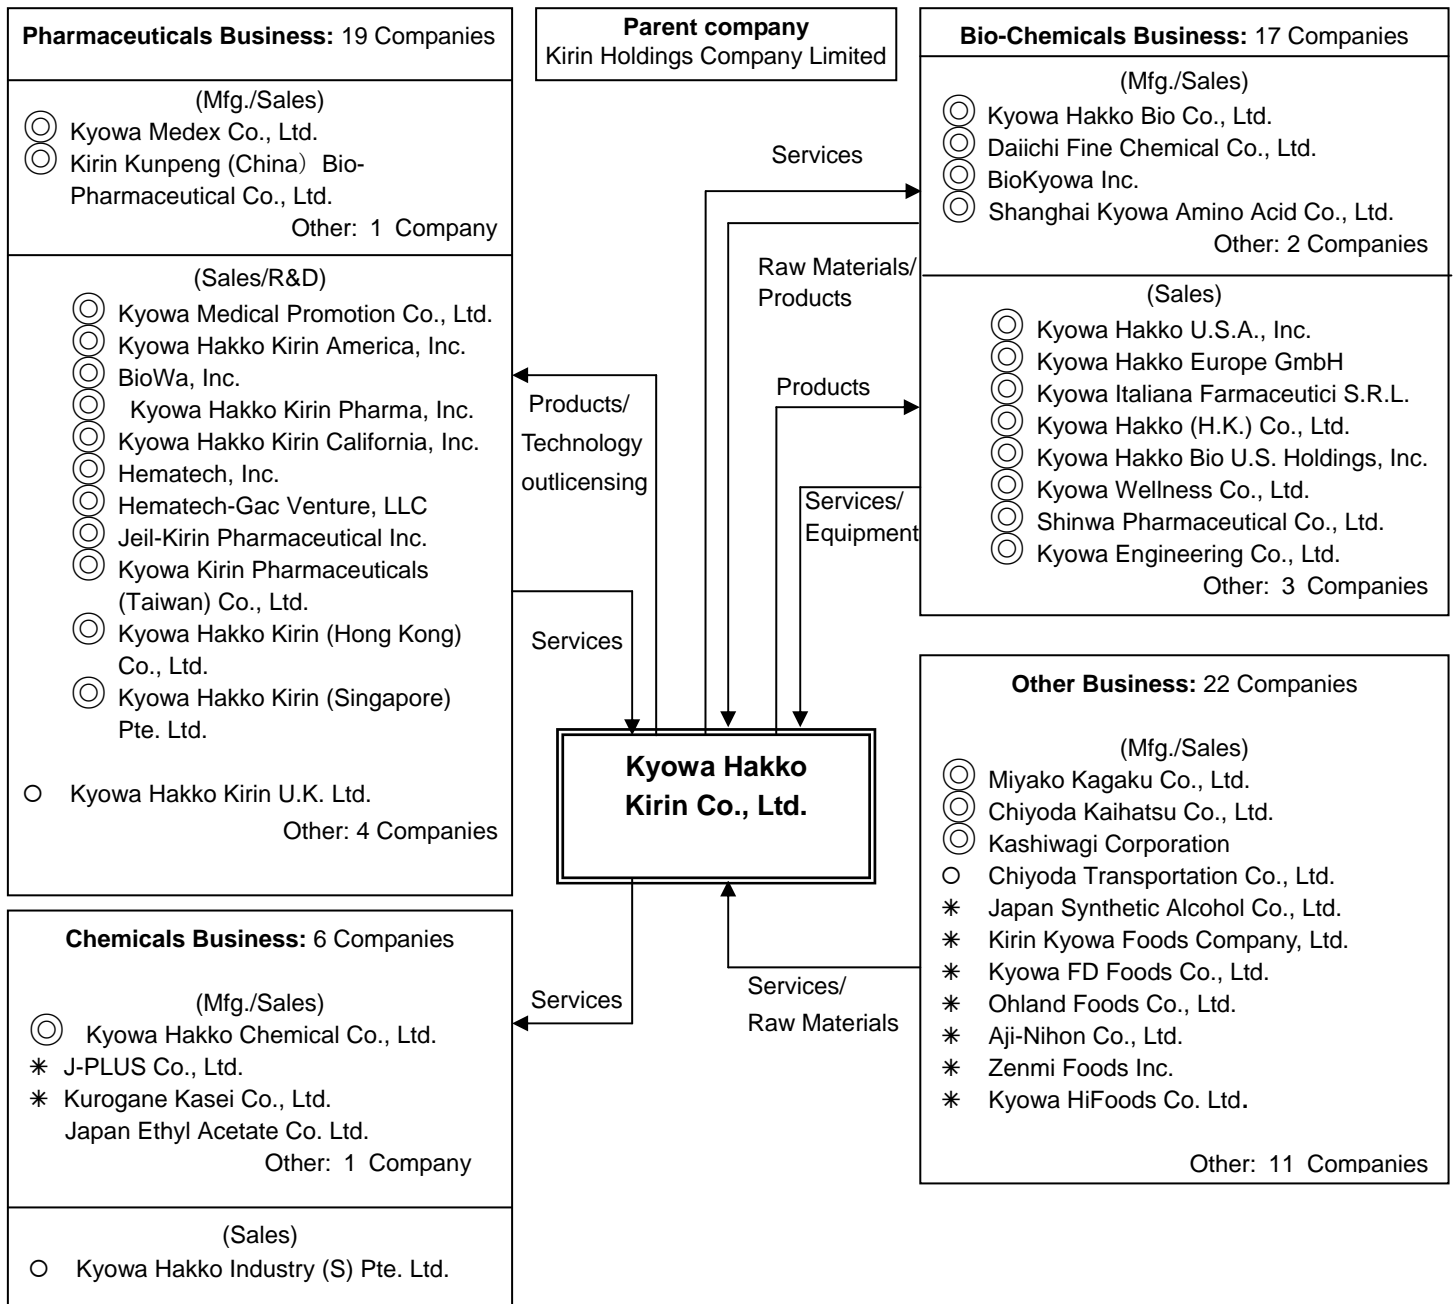 Pharmaceuticals Business: 19 Companies
(Mfg./Sales)
◎ Kyowa Medex Co., Ltd.
◎ Kirin Kunpeng (China） Bio-
Pharmaceutical Co., Ltd.
Other: 1 Company
(Sales/R&D)
◎ Kyowa Medical Promotion Co., Ltd.
◎ Kyowa Hakko Kirin America, Inc.
◎ BioWa, Inc.
◎ Kyowa Hakko Kirin Pharma, Inc.
◎ Kyowa Hakko Kirin California, Inc.
◎ Hematech, Inc.
◎ Hematech-Gac Venture, LLC
◎ Jeil-Kirin Pharmaceutical Inc.
◎ Kyowa Kirin Pharmaceuticals
(Taiwan) Co., Ltd.
◎ Kyowa Hakko Kirin (Hong Kong)
Co., Ltd.
◎ Kyowa Hakko Kirin (Singapore)
Pte. Ltd.
○ Kyowa Hakko Kirin U.K. Ltd.
Other: 4 Companies
Chemicals Business: 6 Companies
(Mfg./Sales)
◎ Kyowa Hakko Chemical Co., Ltd.
✳ J-PLUS Co., Ltd.
✳ Kurogane Kasei Co., Ltd.
Japan Ethyl Acetate Co. Ltd.
Other: 1 Company
(Sales)
○ Kyowa Hakko Industry (S) Pte. Ltd.
Parent company
Kirin Holdings Company Limited
Services
Raw Materials/
Products
Products
Products/
Technology
outlicensing
Services/
Equipment
Services
Kyowa Hakko
Kirin Co., Ltd.
Services
Services/
Raw Materials
Bio-Chemicals Business: 17 Companies
(Mfg./Sales)
◎ Kyowa Hakko Bio Co., Ltd.
◎ Daiichi Fine Chemical Co., Ltd.
◎ BioKyowa Inc.
◎ Shanghai Kyowa Amino Acid Co., Ltd.
Other: 2 Companies
(Sales)
◎ Kyowa Hakko U.S.A., Inc.
◎ Kyowa Hakko Europe GmbH
◎ Kyowa Italiana Farmaceutici S.R.L.
◎ Kyowa Hakko (H.K.) Co., Ltd.
◎ Kyowa Hakko Bio U.S. Holdings, Inc.
◎ Kyowa Wellness Co., Ltd.
◎ Shinwa Pharmaceutical Co., Ltd.
◎ Kyowa Engineering Co., Ltd.
Other: 3 Companies
Other Business: 22 Companies
(Mfg./Sales)
◎ Miyako Kagaku Co., Ltd.
◎ Chiyoda Kaihatsu Co., Ltd.
◎ Kashiwagi Corporation
○ Chiyoda Transportation Co., Ltd.
✳ Japan Synthetic Alcohol Co., Ltd.
✳ Kirin Kyowa Foods Company, Ltd.
✳ Kyowa FD Foods Co., Ltd.
✳ Ohland Foods Co., Ltd.
✳ Aji-Nihon Co., Ltd.
✳ Zenmi Foods Inc.
✳ Kyowa HiFoods Co. Ltd.
Other: 11 Companies